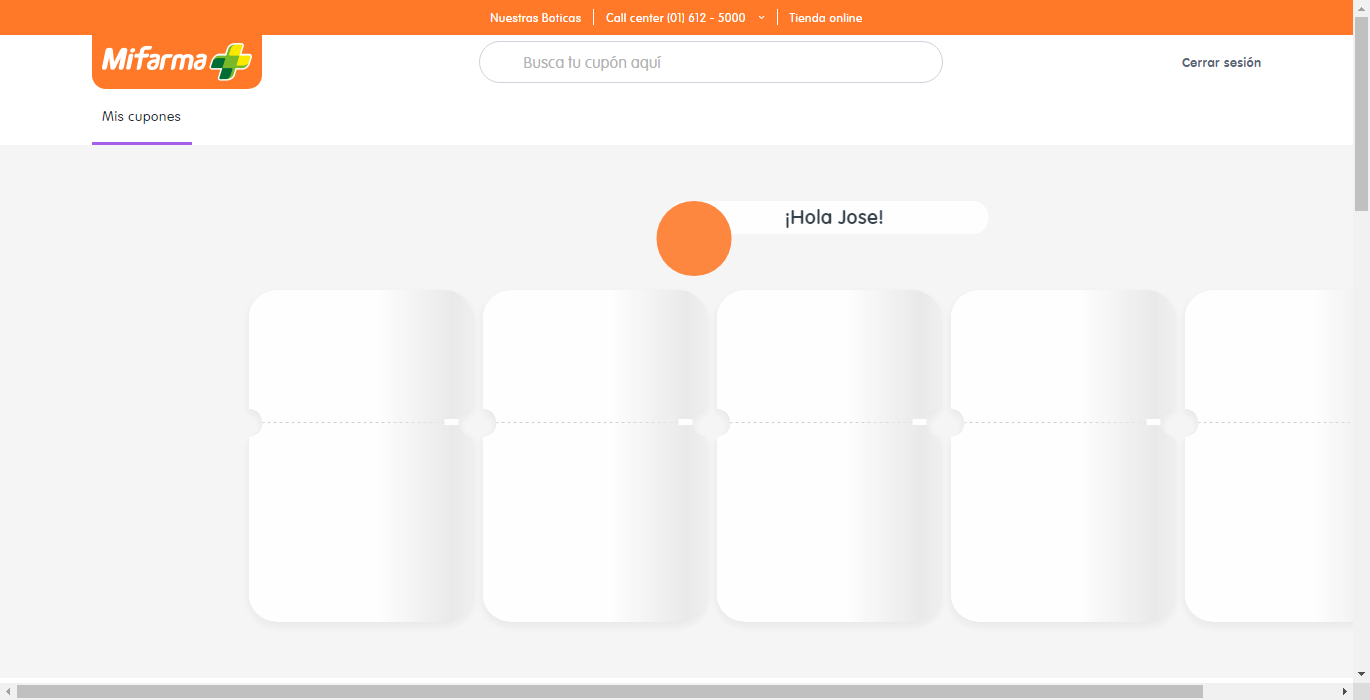 Nuestras Boticas
Call center (01) 612 - 5000
Tienda online
Mifarma
Busca tu cupón aquí
Cerrar sesión
Mis cupones
¡Hola Jose!